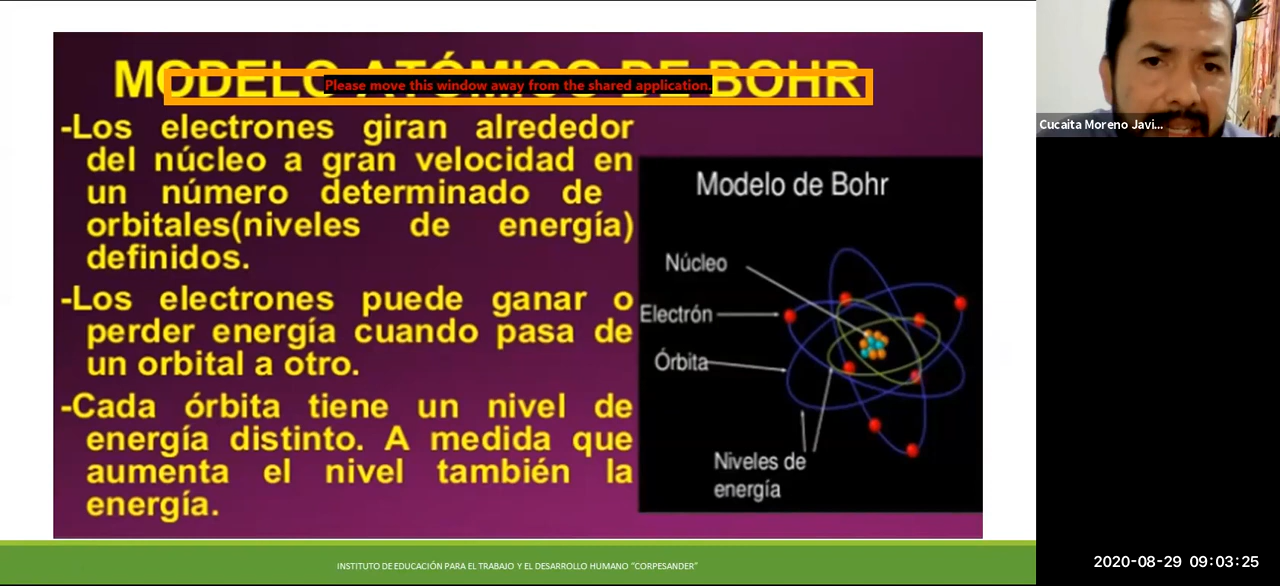 MODELO ATÓMICO DE BOHR
Please move this window away from the shared application.
-Los electrones giran alrededor
del núcleo a gran velocidad en
un número determinado de
orbitales(niveles de energía)
definidos.
-Los electrones puede ganar o
perder energía cuando pasa de
un orbital a otro.
-Cada órbita tiene un nivel de
energía distinto. A medida que
aumenta el nivel también la
energía.
Modelo de Bohr
Núcleo
Electrón
Órbita
Niveles de
energía
INSTITUTO DE EDUCACIÓN PARA EL TRABAJO Y EL DESARROLLO HUMANO "CORPESANDER"
Cucaita Moreno Javi...
2020-08-29 09:03:25